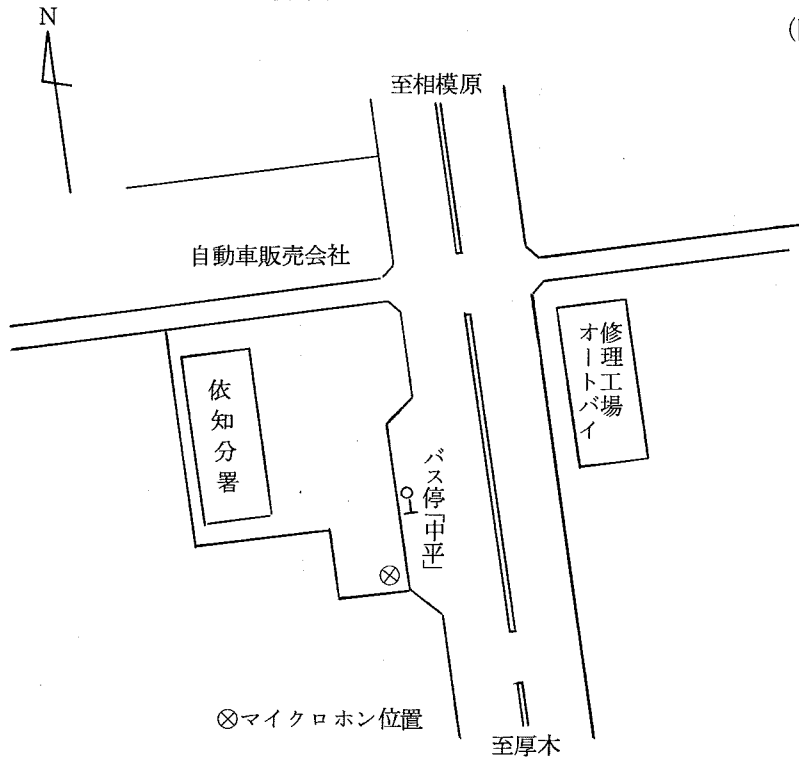 N
至相模原
自動車販売会社
依知分署
修理工場
オートバイ
バス停「中平」
⊗マイクロホン位置
至厚木